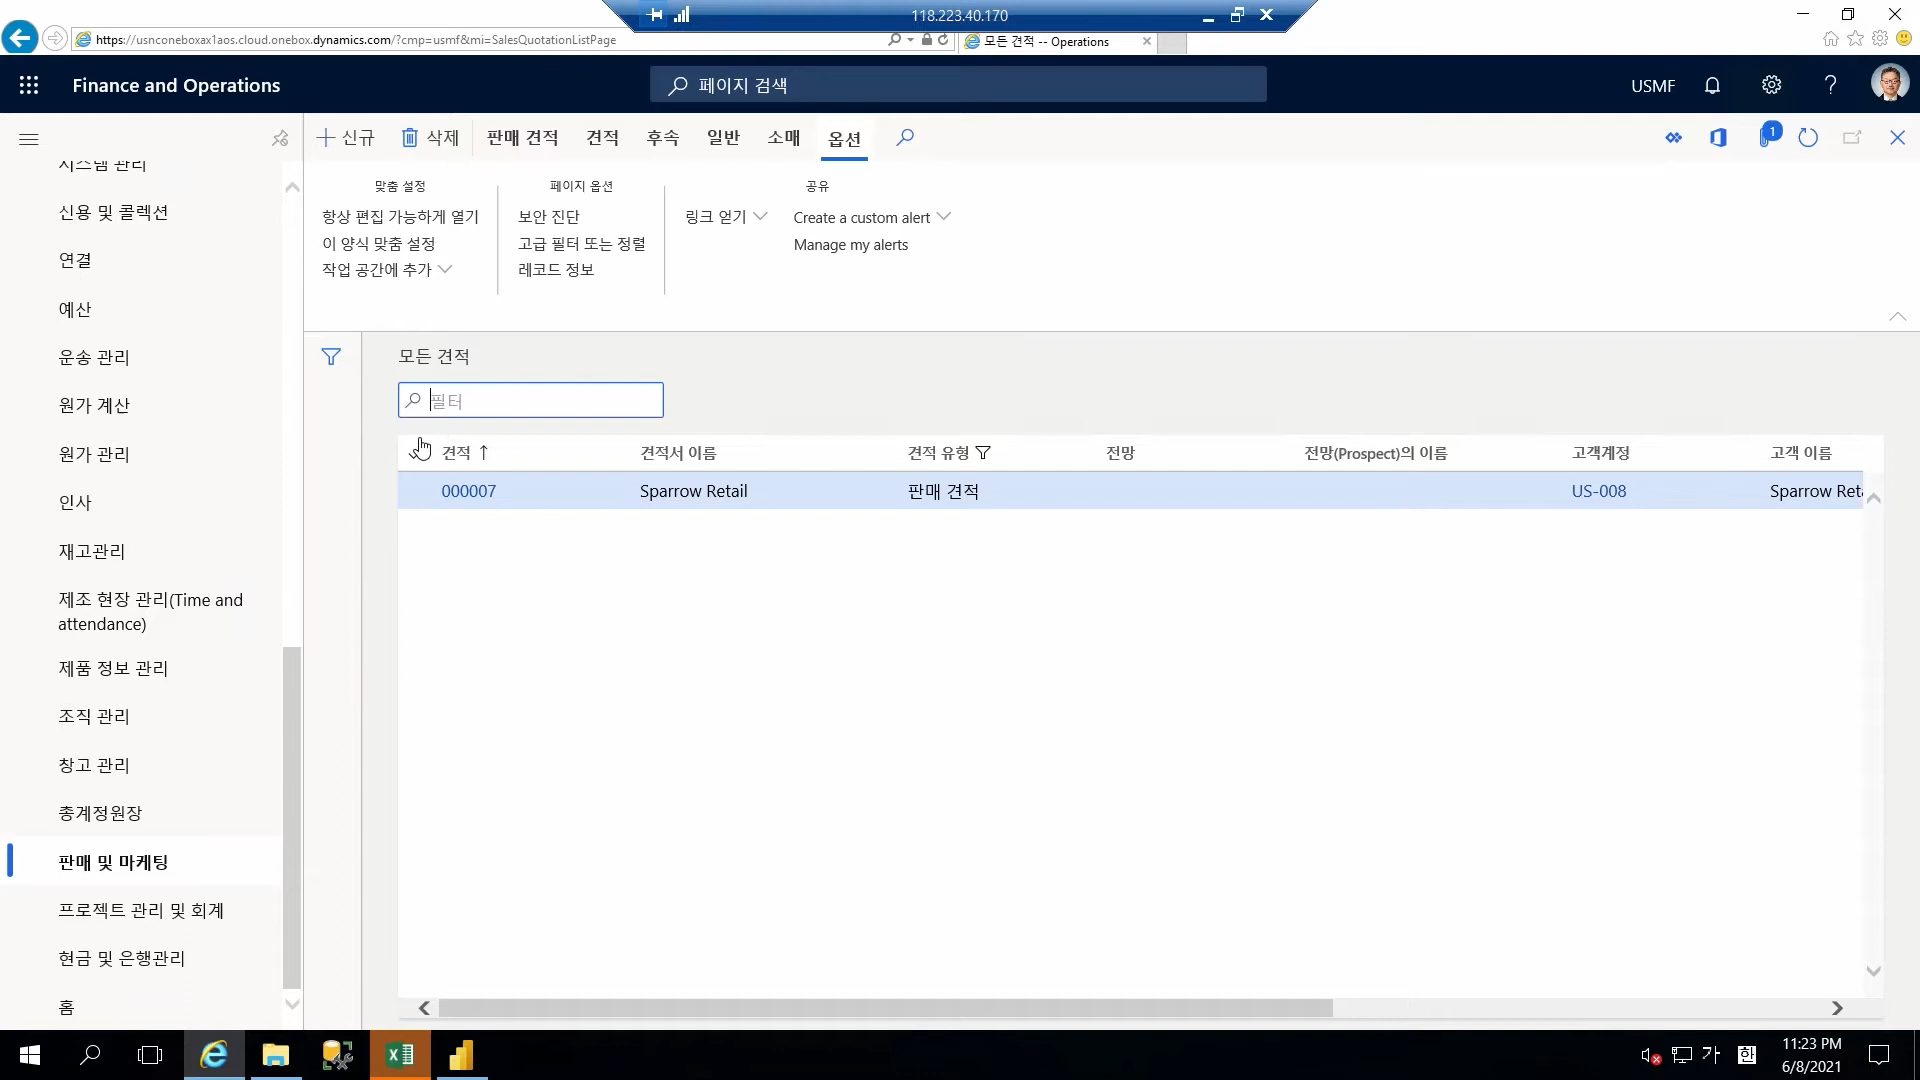 118.223.40.170
https://usnconeboxax1aos.cloud.onebox.dynamics.com/?cmp=usmf&mi=SalesQuotationListPage
모든 견적 -- Operations
Finance and Operations
페이지 검색
USMF
신규
삭제
판매 견적
견적
후속
일반
소매
옵션
1
맞춤 설정
항상 편집 가능하게 열기
이 양식 맞춤 설정
작업 공간에 추가
페이지 옵션
보안 진단
고급 필터 또는 정렬
레코드 정보
공유
링크 얻기
Create a custom alert
Manage my alerts
시스템 관리
신용 및 콜렉션
연결
예산
운송 관리
원가 계산
원가 관리
인사
재고관리
제조 현장 관리(Time and
attendance)
제품 정보 관리
조직 관리
창고 관리
총계정원장
판매 및 마케팅
프로젝트 관리 및 회계
현금 및 은행관리
홈
모든 견적
필터
견적 ↑ 견적서 이름 견적 유형 전망 전망(Prospect)의 이름 고객계정 고객 이름
000007 Sparrow Retail 판매 견적 US-008 Sparrow Reta
가 한
11:23 PM
6/8/2021